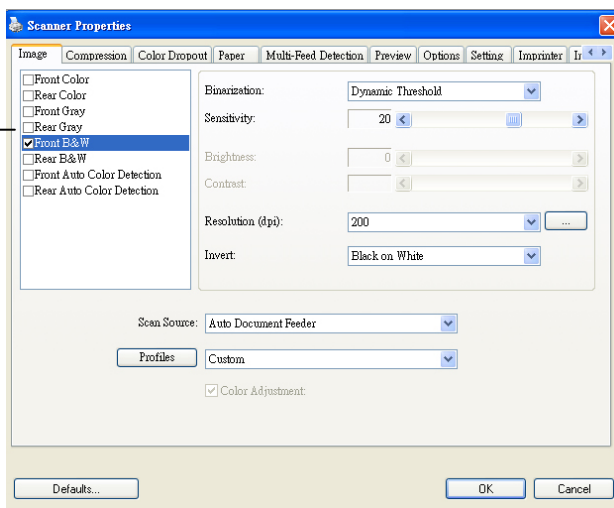 Scanner Properties
Image Compression Color Dropout Paper Multi-Feed Detection Preview Options Setting Imprinter
Front Color
Rear Color
Front Gray
Rear Gray
Front B&W
Rear B&W
Front Auto Color Detection
Rear Auto Color Detection
Binarization: Dynamic Threshold
Sensitivity: 20
Brightness: 0
Contrast:
Resolution (dpi): 200 ...
Invert: Black on White
Scan Source: Auto Document Feeder
Profiles Custom
Color Adjustment:
Defaults... OK Cancel